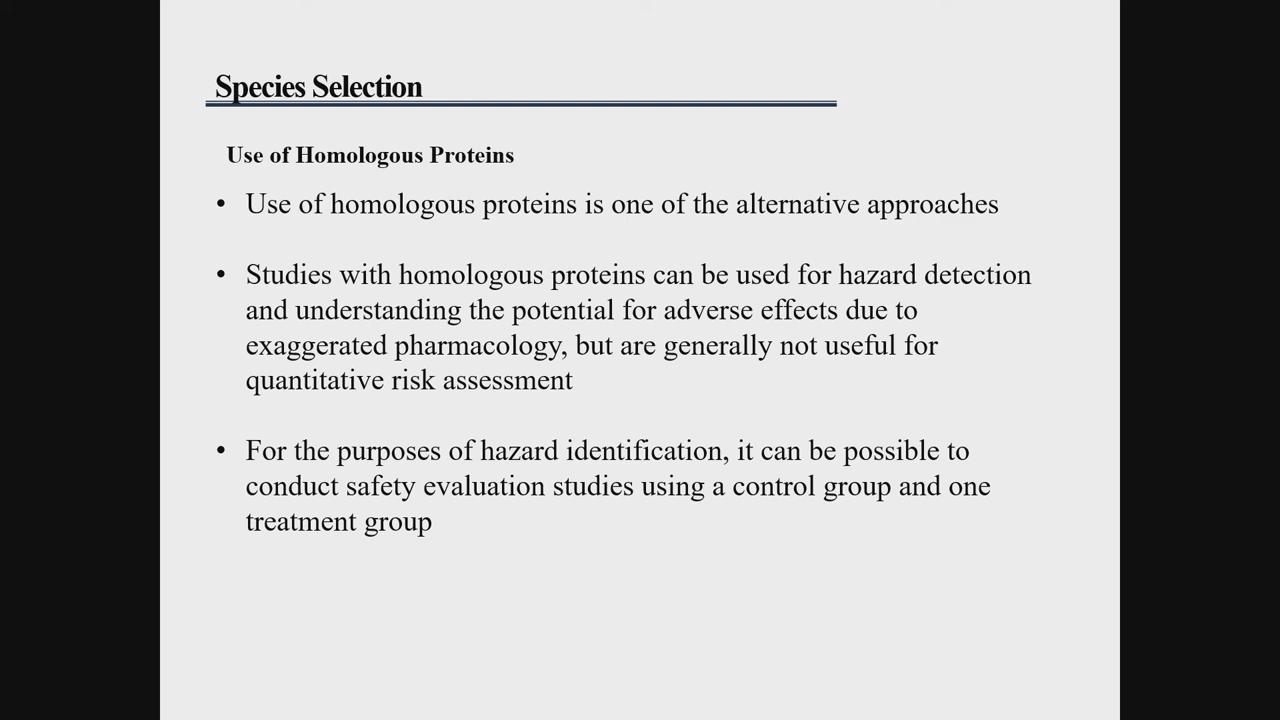 Species Selection
Use of Homologous Proteins
• Use of homologous proteins is one of the alternative approaches
• Studies with homologous proteins can be used for hazard detection
and understanding the potential for adverse effects due to
exaggerated pharmacology, but are generally not useful for
quantitative risk assessment
• For the purposes of hazard identification, it can be possible to
conduct safety evaluation studies using a control group and one
treatment group